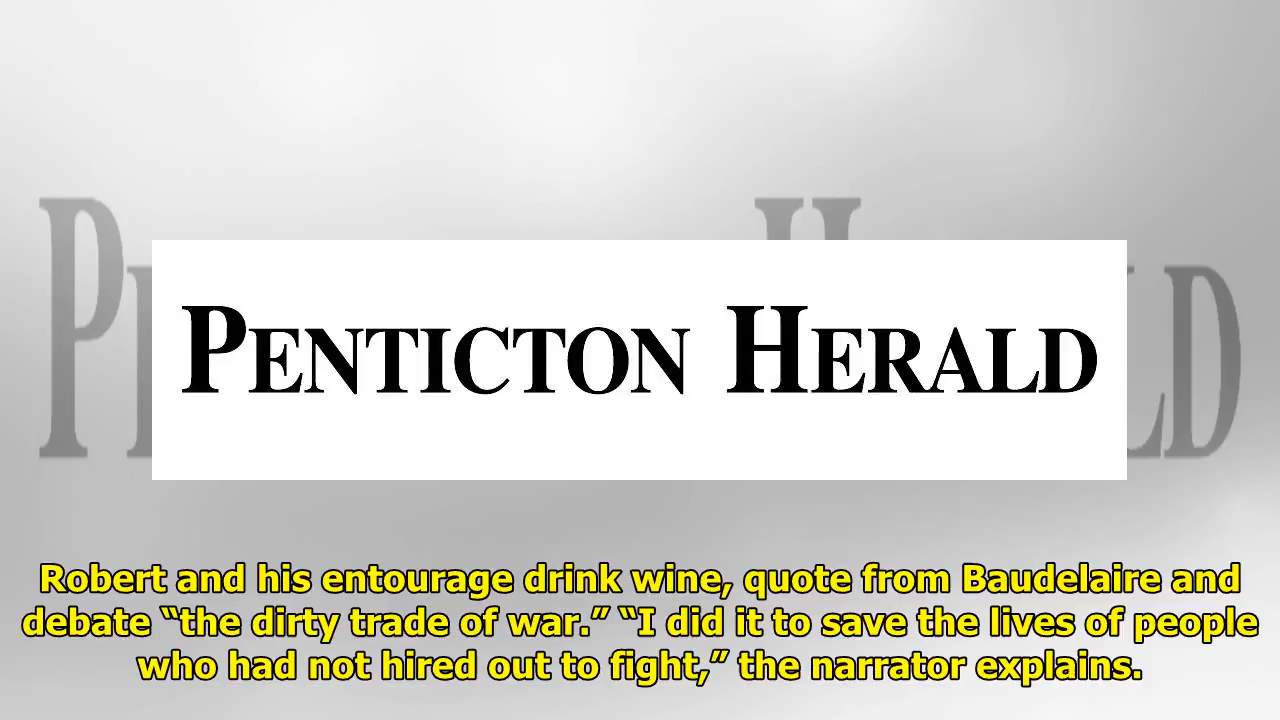 PENTICTON HERALD
Robert and his entourage drink wine, quote from Baudelaire and
debate “the dirty trade of war.” “I did it to save the lives of people
who had not hired out to fight,” the narrator explains.